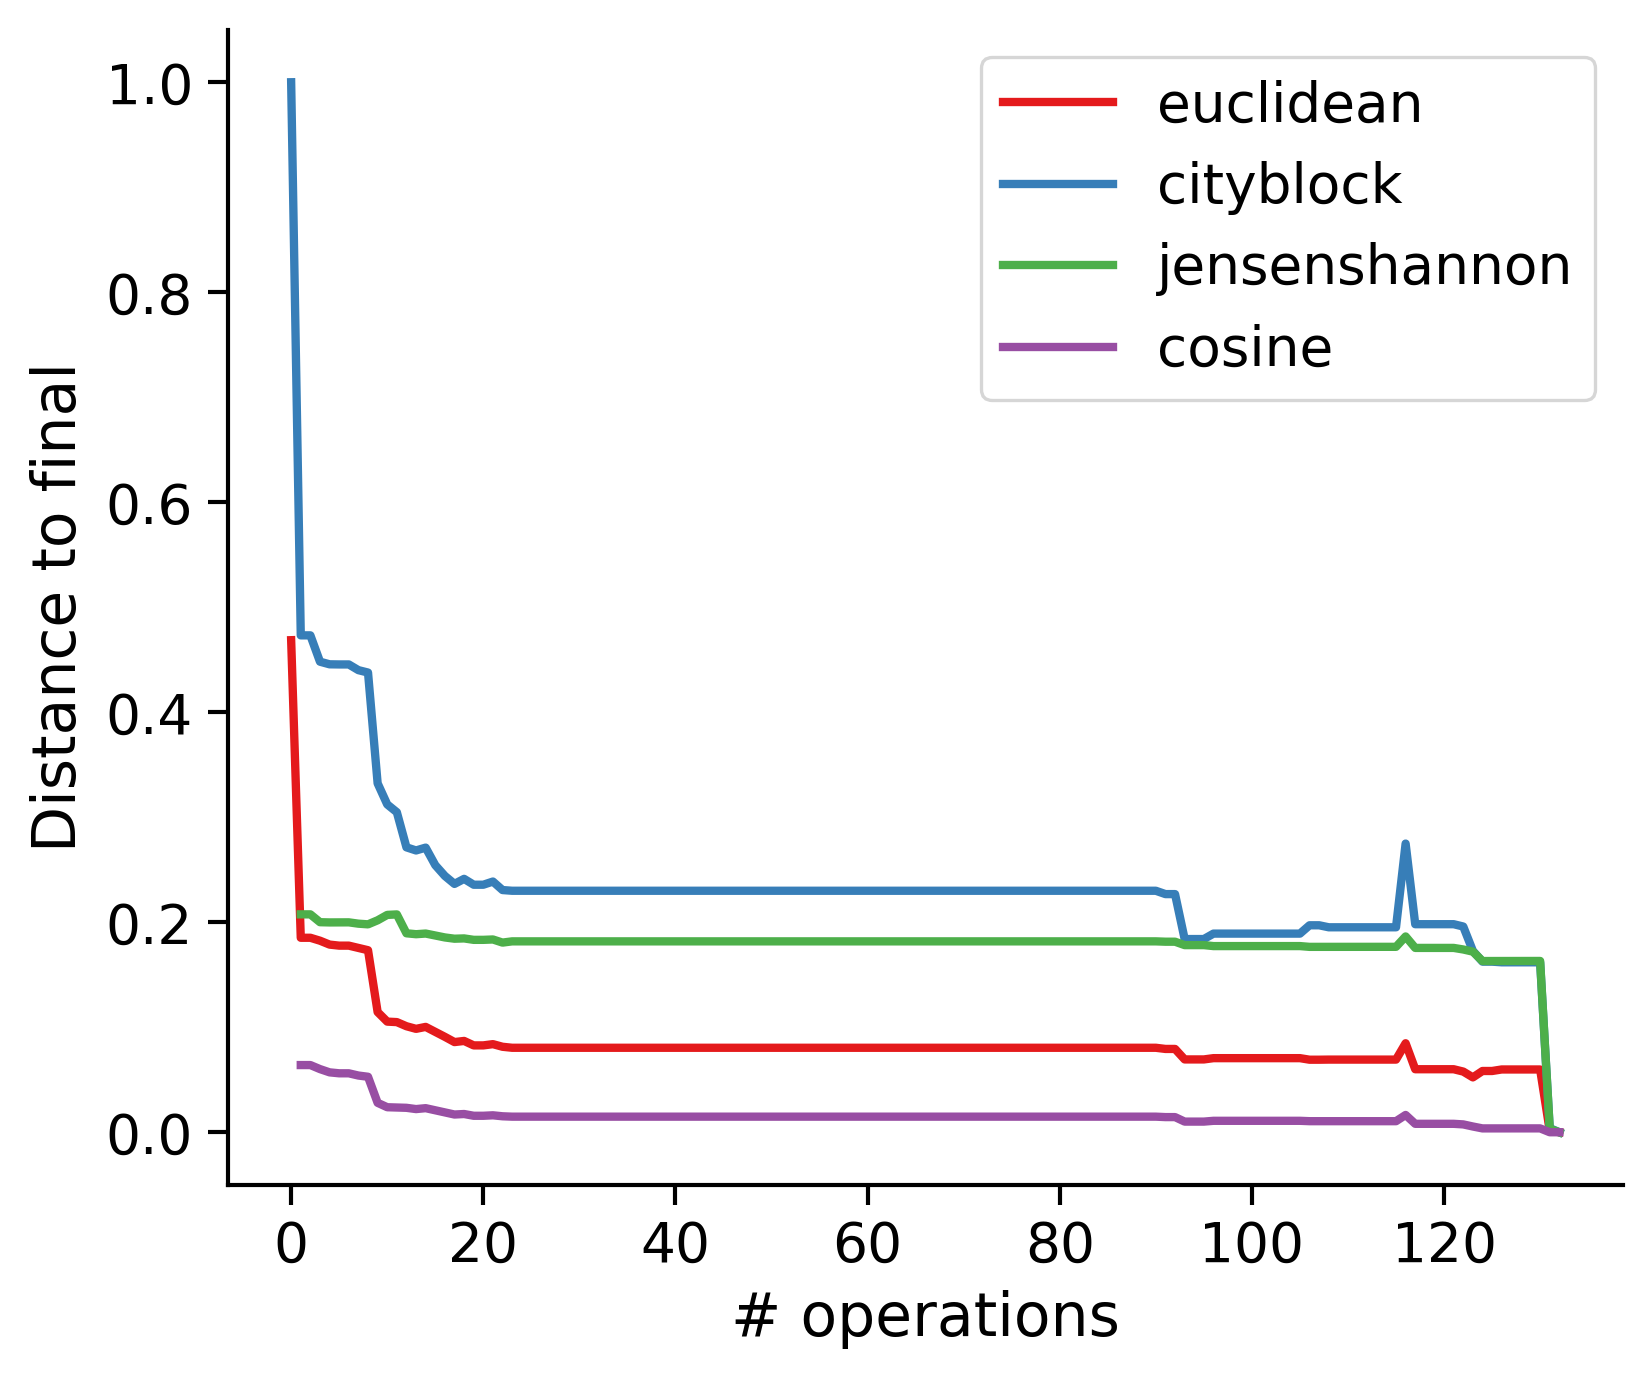 1.0
0.8
0.6
0.4
0.2
0.0
Distance to final
euclidean
cityblock
jensenshannon
cosine
0 20 40 60 80 100 120
# operations